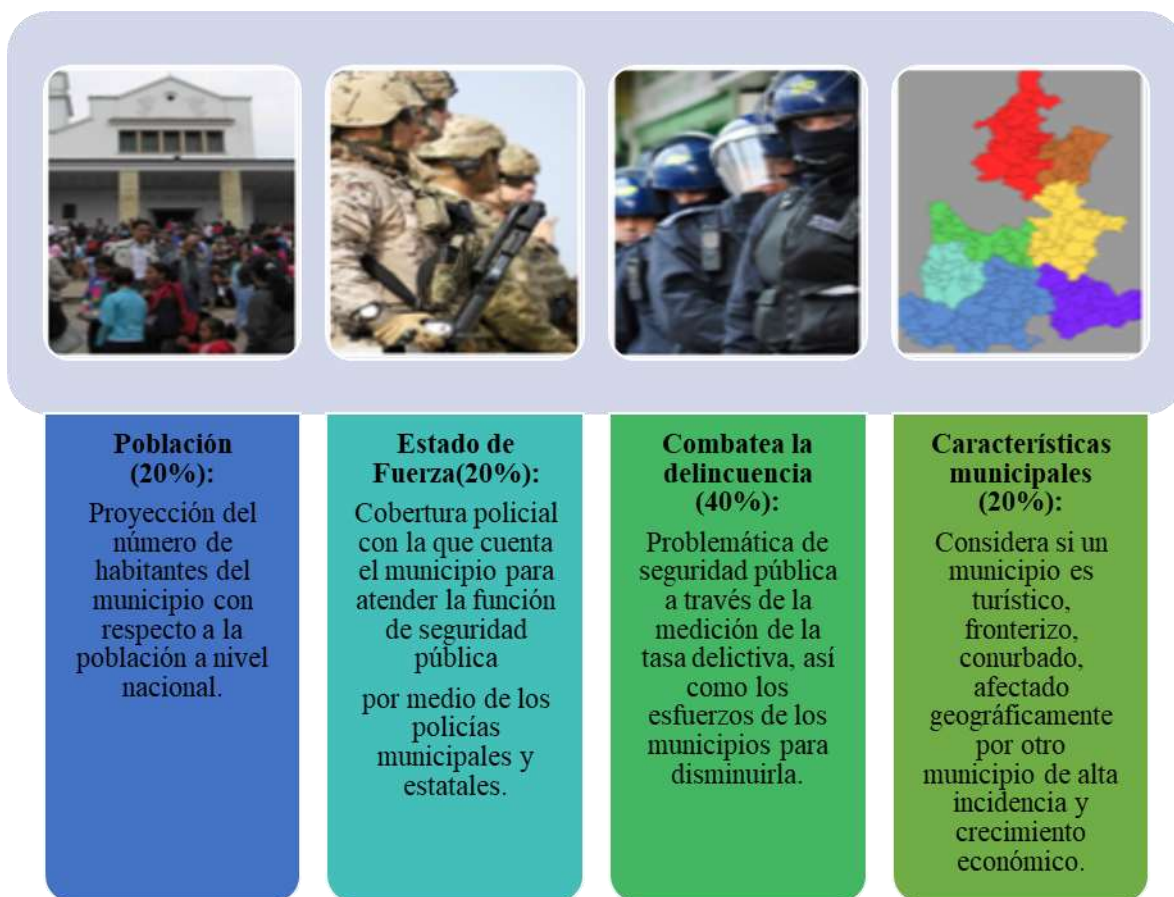 Población
(20%):
Proyección del
número de
habitantes del
municipio con
respecto a la
población a nivel
nacional.
Estado de
Fuerza(20%):
Cobertura policial
con la que cuenta
el municipio para
atender la función
de seguridad
pública
por medio de los
policías
municipales y
estatales.
Combatea la
delincuencia
(40%):
Problemática de
seguridad pública
a través de la
medición de la
tasa delictiva, así
como los
esfuerzos de los
municipios para
disminuirla.
Características
municipales
(20%):
Considera si un
municipio es
turístico,
fronterizo,
conurbado,
afectado
geográficamente
por otro
municipio de alta
incidencia y
crecimiento
económico.